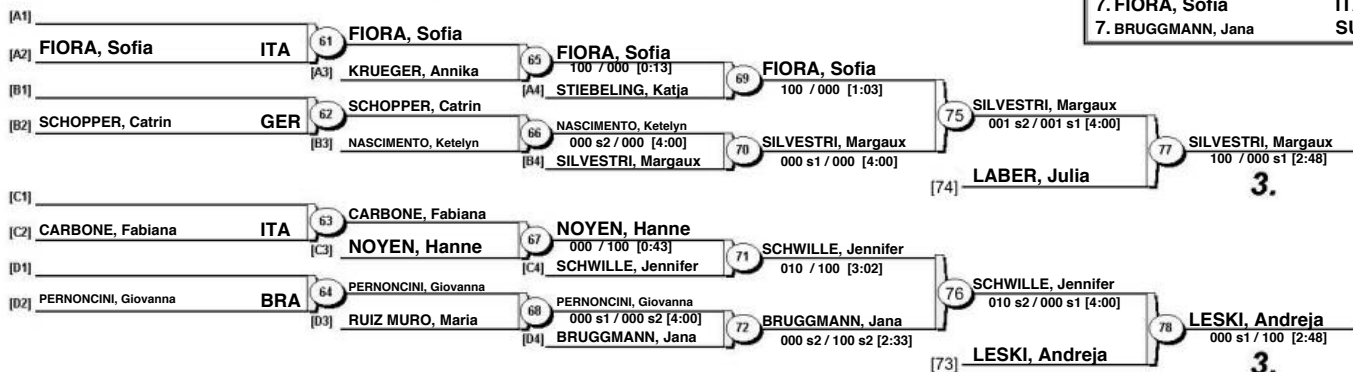 7. FIORA, Sofia
7. BRUGGMANN, Jana
[A1]
[A2] FIORA, Sofia ITA
61 FIORA, Sofia
[A3] KRUEGER, Annika
65 FIORA, Sofia
100 / 000 [0:13]
[A4] STIEBELING, Katja
69 FIORA, Sofia
100 / 000 [1:03]
[B1]
[B2] SCHOPPER, Catrin GER
62 SCHOPPER, Catrin
[B3] NASCIMENTO, Ketelyn
66 NASCIMENTO, Ketelyn
000 s2 / 000 [4:00]
[B4] SILVESTRI, Margaux
70 SILVESTRI, Margaux
000 s1 / 000 [4:00]
75 SILVESTRI, Margaux
001 s2 / 001 s1 [4:00]
[74] LABER, Julia
77 SILVESTRI, Margaux
100 / 000 s1 [2:48]
3.
[C1]
[C2] CARBONE, Fabiana ITA
63 CARBONE, Fabiana
[C3] NOYEN, Hanne
67 NOYEN, Hanne
000 / 100 [0:43]
[C4] SCHWILLE, Jennifer
71 SCHWILLE, Jennifer
010 / 100 [3:02]
[D1]
[D2] PERNONCINI, Giovanna BRA
64 PERNONCINI, Giovanna
[D3] RUIZ MURO, Maria
68 PERNONCINI, Giovanna
000 s1 / 000 s2 [4:00]
[D4] BRUGGMANN, Jana
72 BRUGGMANN, Jana
000 s2 / 100 s2 [2:33]
76 SCHWILLE, Jennifer
010 s2 / 000 s1 [4:00]
[73] LESKI, Andreja
78 LESKI, Andreja
000 s1 / 100 [2:48]
3.